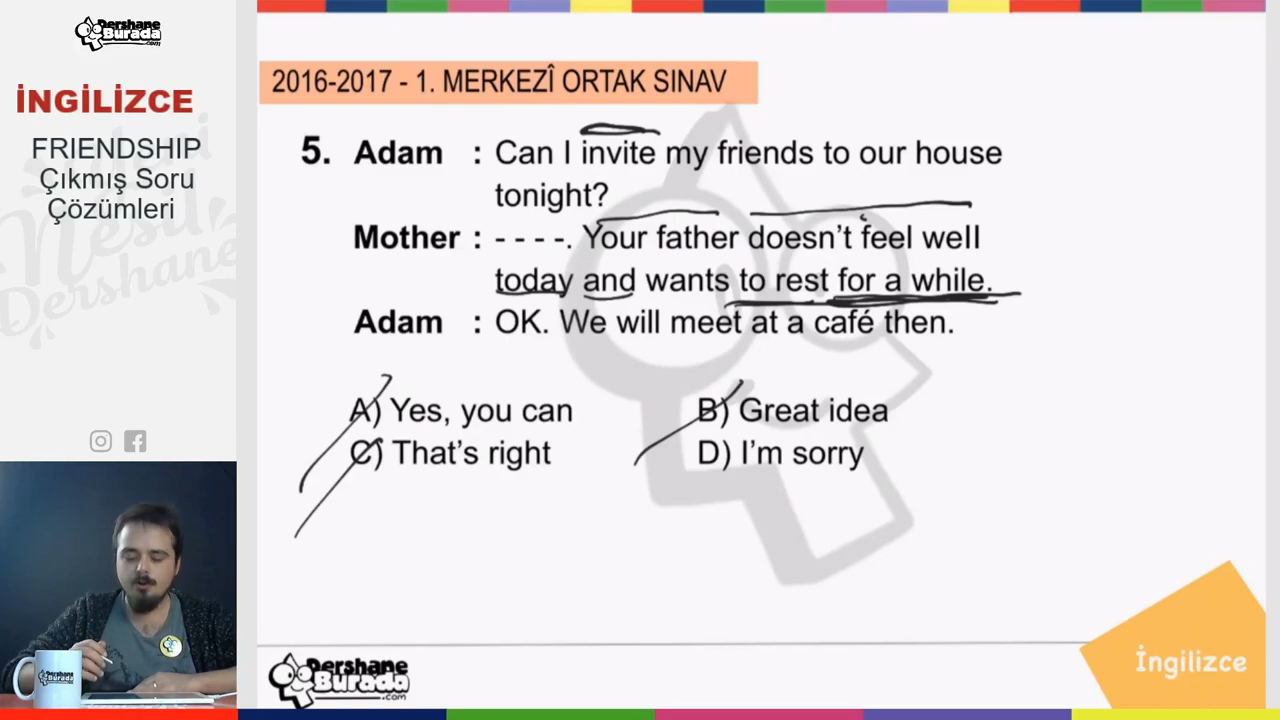 Dershane
Burada
.com
İNGİLİZCE
FRIENDSHIP
Çıkmış Soru
Çözümleri
2016-2017 - 1. MERKEZÎ ORTAK SINAV
5. Adam : Can I invite my friends to our house
tonight?
Mother : - - - -. Your father doesn't feel well
today and wants to rest for a while.
Adam : OK. We will meet at a café then.
A) Yes, you can B) Great idea
C) That's right D) I'm sorry
Dershane
Burada
.com
İngilizce
Dershane
Burada